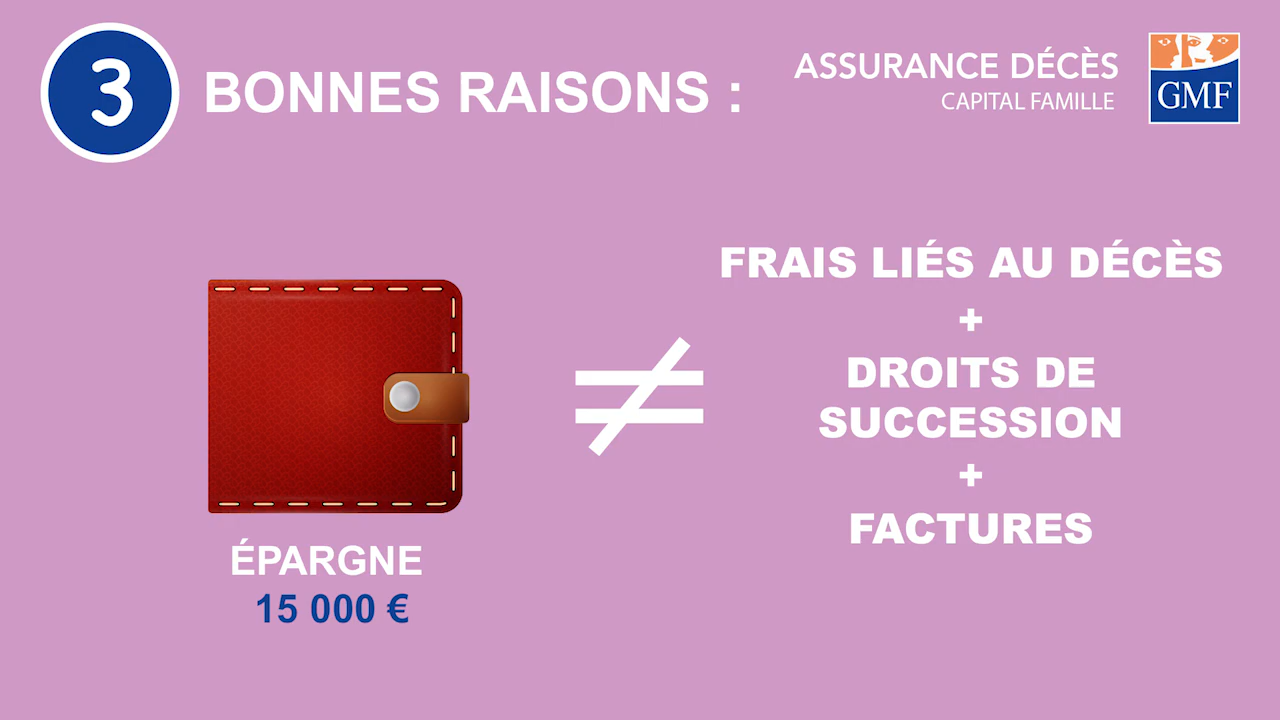 3 BONNES RAISONS :
ASSURANCE DÉCÈS
CAPITAL FAMILLE
GMF
FRAIS LIÉS AU DÉCÈS
+
DROITS DE
SUCCESSION
+
FACTURES
≠
ÉPARGNE
15 000 €